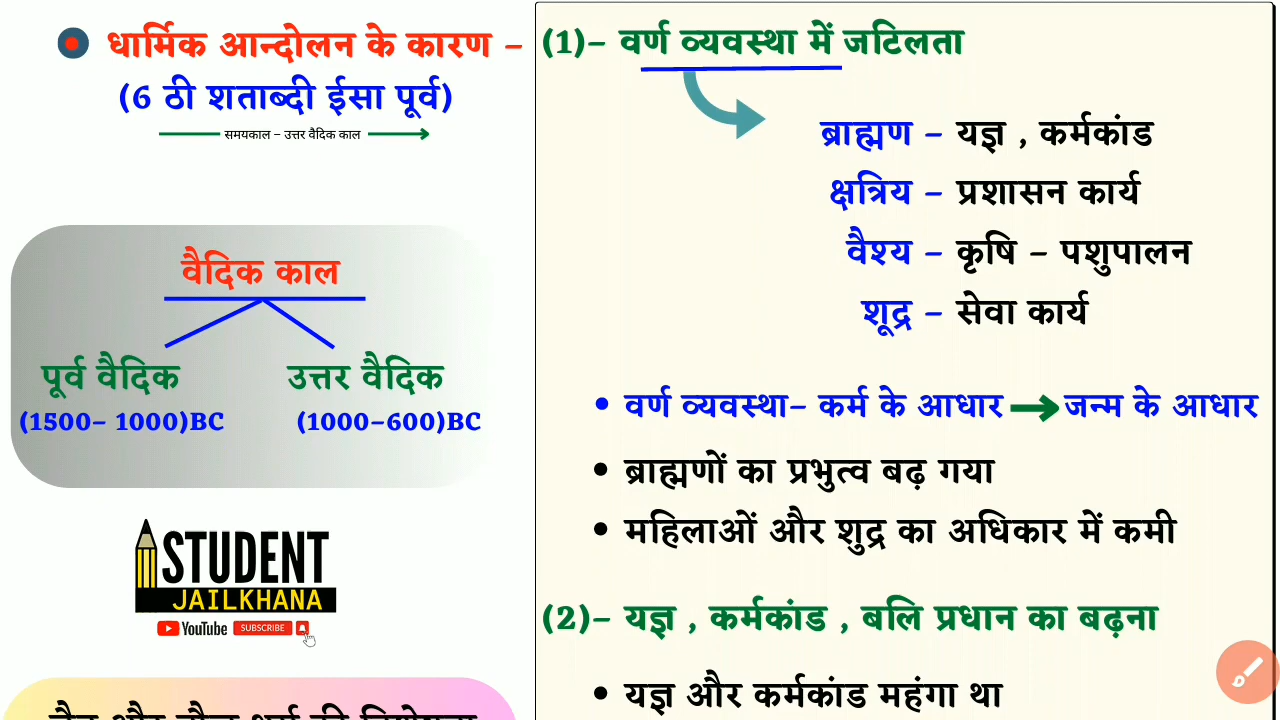 धार्मिक आन्दोलन के कारण –
(6 ठी शताब्दी ईसा पूर्व)
समयकाल – उत्तर वैदिक काल
वैदिक काल
पूर्व वैदिक
(1500– 1000)BC
उत्तर वैदिक
(1000–600)BC
STUDENT
JAILKHANA
YouTube SUBSCRIBE
(1)– वर्ण व्यवस्था में जटिलता
ब्राह्मण – यज्ञ , कर्मकांड
क्षत्रिय – प्रशासन कार्य
वैश्य – कृषि – पशुपालन
शूद्र – सेवा कार्य
• वर्ण व्यवस्था– कर्म के आधार → जन्म के आधार
• ब्राह्मणों का प्रभुत्व बढ़ गया
• महिलाओं और शुद्र का अधिकार में कमी
(2)– यज्ञ , कर्मकांड , बलि प्रधान का बढ़ना
• यज्ञ और कर्मकांड महंगा था